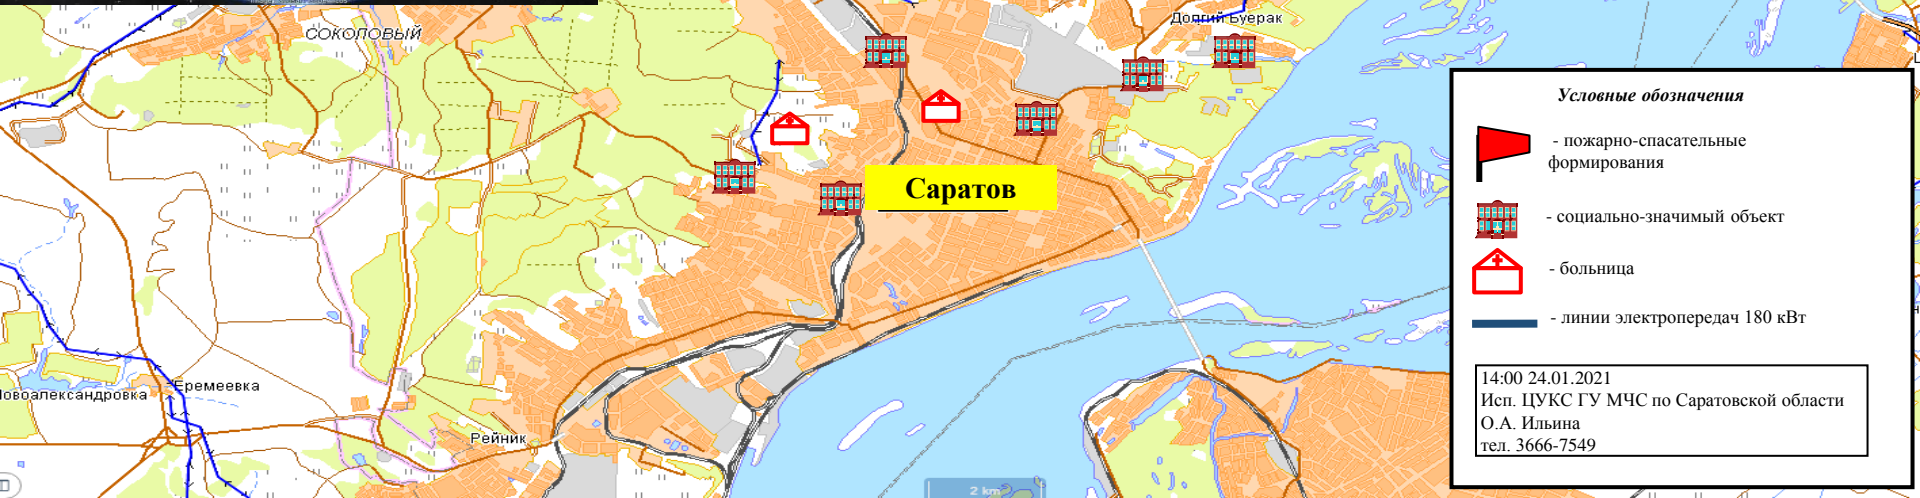 СОКОЛОВЫЙ
Долгий Буерак
Саратов
Еремеевка
Новоалександровка
Рейник
2 km
Условные обозначения
- пожарно-спасательные
формирования
- социально-значимый объект
- больница
- линии электропередач 180 кВт
14:00 24.01.2021
Исп. ЦУКС ГУ МЧС по Саратовской области
О.А. Ильина
тел. 3666-7549